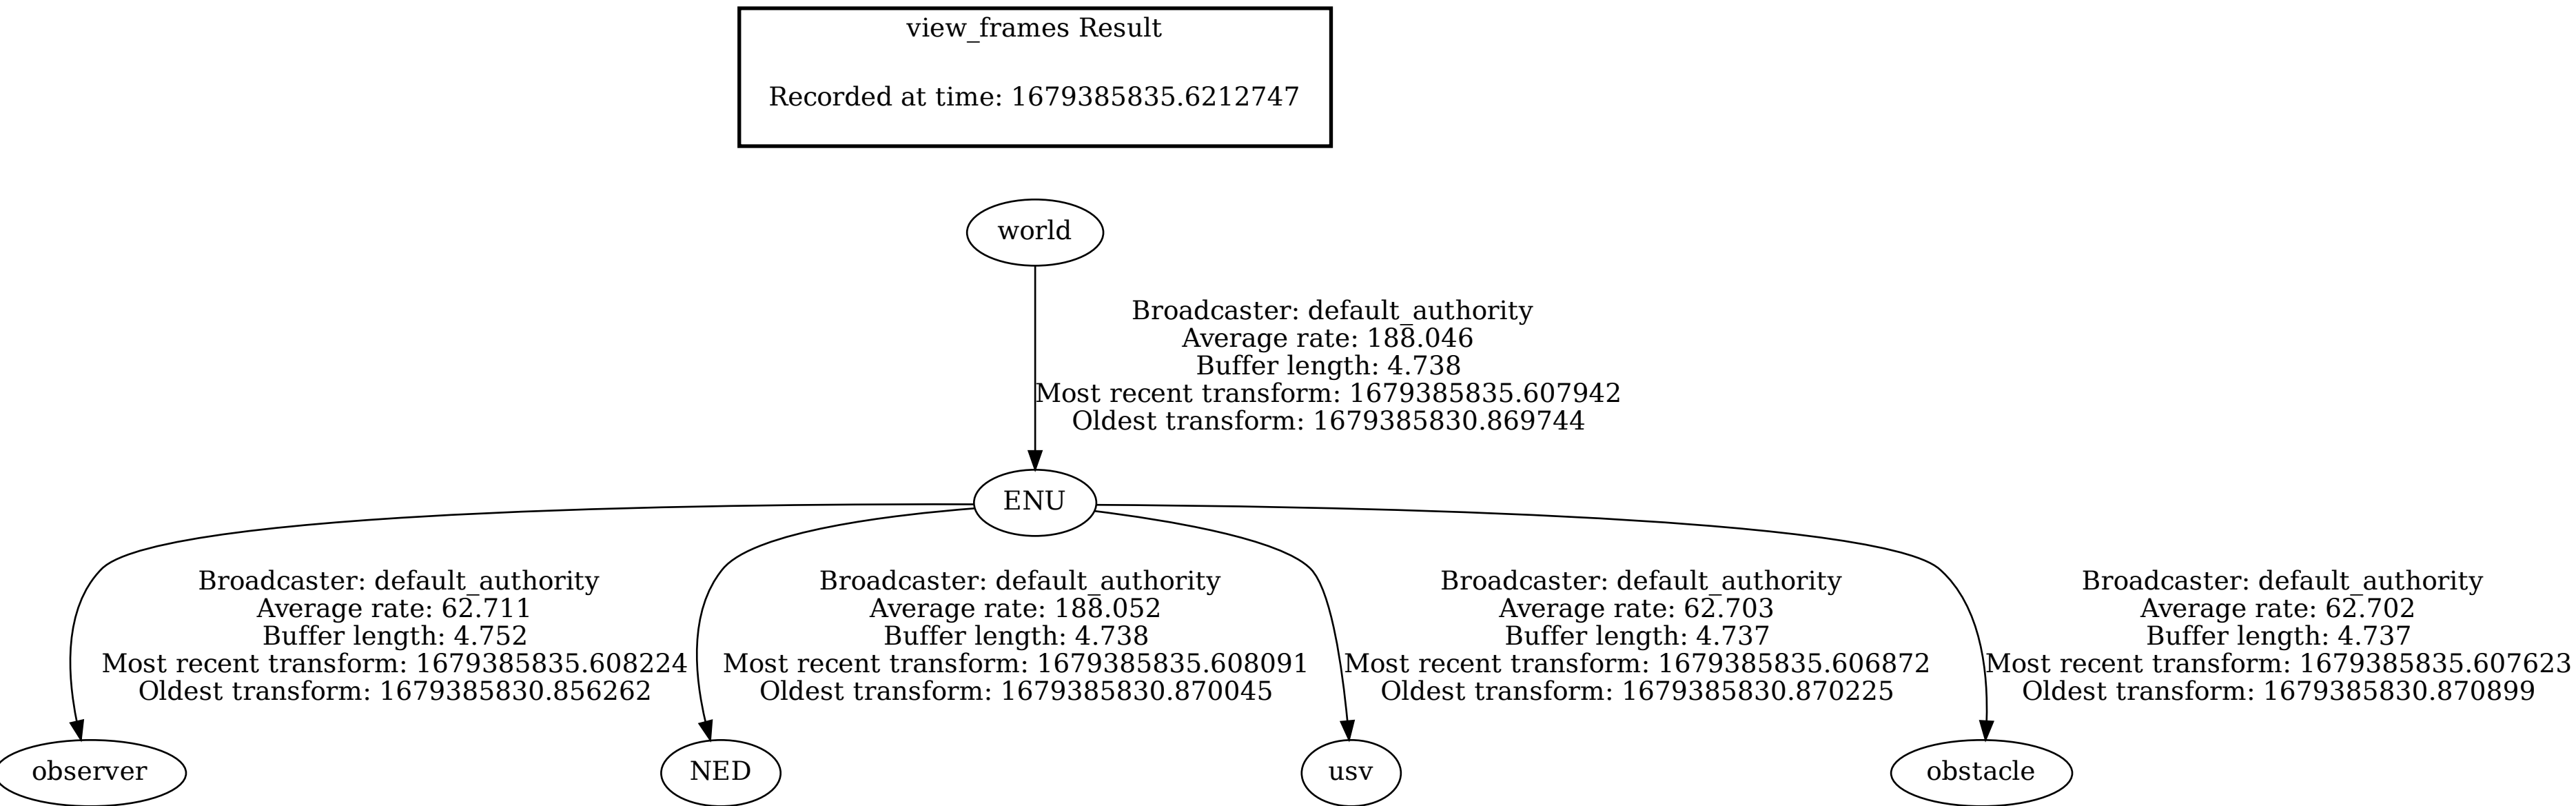 view_frames Result
Recorded at time: 1679385835.6212747
world
Broadcaster: default_authority
Average rate: 188.046
Buffer length: 4.738
Most recent transform: 1679385835.607942
Oldest transform: 1679385830.869744
ENU
Broadcaster: default_authority
Average rate: 62.711
Buffer length: 4.752
Most recent transform: 1679385835.608224
Oldest transform: 1679385830.856262
Broadcaster: default_authority
Average rate: 188.052
Buffer length: 4.738
Most recent transform: 1679385835.608091
Oldest transform: 1679385830.870045
Broadcaster: default_authority
Average rate: 62.703
Buffer length: 4.737
Most recent transform: 1679385835.606872
Oldest transform: 1679385830.870225
Broadcaster: default_authority
Average rate: 62.702
Buffer length: 4.737
Most recent transform: 1679385835.607623
Oldest transform: 1679385830.870899
observer
NED
usv
obstacle